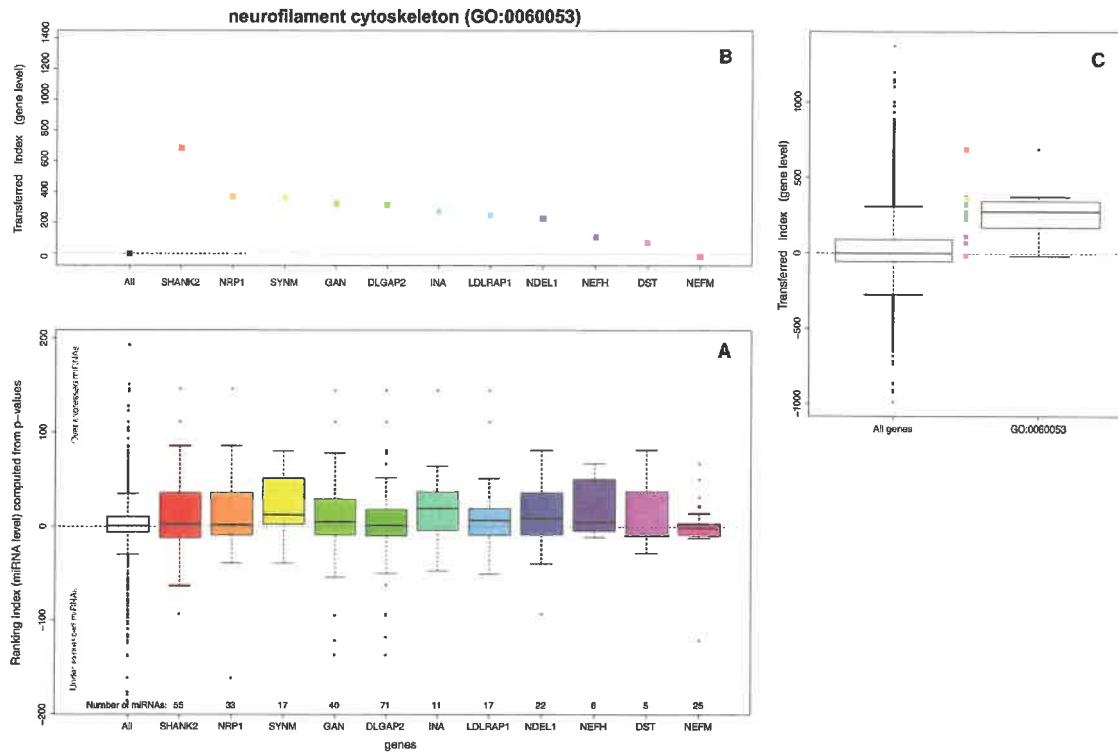 neurofilament cytoskeleton (GO:0060053)
B
Transferred Index (gene level)
1400
1200
1000
800
600
400
200
0
All SHANK2 NRP1 SYNM GAN DLGAP2 INA LDLRAP1 NDEL1 NEFH DST NEFM
C
Transferred Index (gene level)
1000
500
0
−500
−1000
All genes GO:0060053
A
Ranking index (miRNA level) computed from p−values
200
100
0
−100
−200
miRNAs
miRNAs
Number of miRNAs: 55 33 17 40 71 11 17 22 6 5 25
All SHANK2 NRP1 SYNM GAN DLGAP2 INA LDLRAP1 NDEL1 NEFH DST NEFM
genes